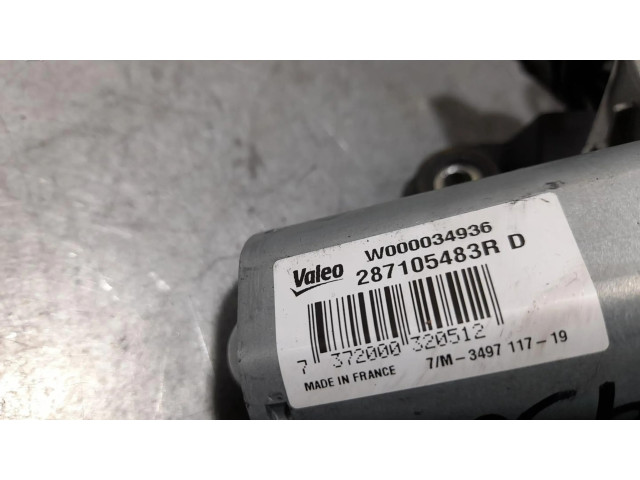 W000034936
Valeo 287105483R D
7 372000 320512
MADE IN FRANCE 7/M-3497 117-19